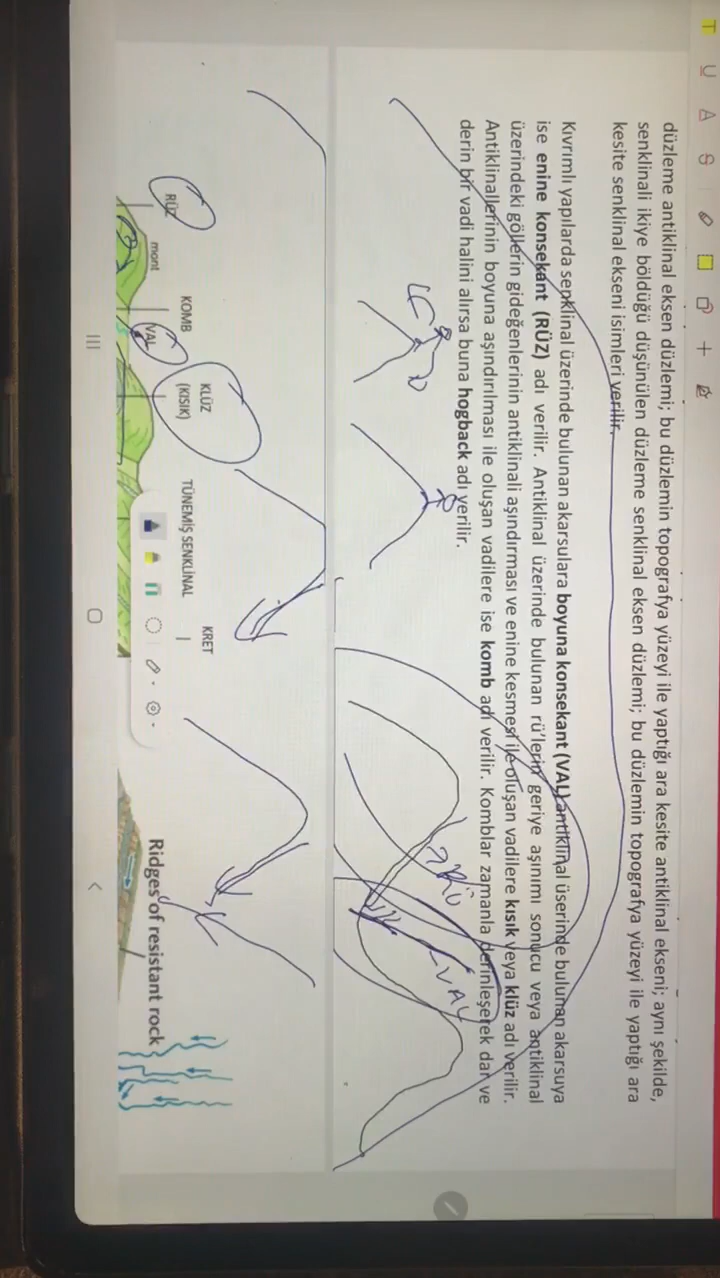 T U A S
düzleme antiklinal eksen düzlemi; bu düzlemin topografya yüzeyi ile yaptığı ara kesite antiklinal ekseni; aynı şekilde,
senklinali ikiye böldüğü düşünülen düzleme senklinal eksen düzlemi; bu düzlemin topografya yüzeyi ile yaptığı ara
kesite senklinal ekseni isimleri verilir.
Kıvrımlı yapılarda senklinal üzerinde bulunan akarsulara boyuna konsekant (VAL) antiklinal üserinde bulunan akarsuya
ise enine konsekant (RÜZ) adı verilir. Antiklinal üzerinde bulunan rü'lerin geriye aşınımı sonucu veya antiklinal
üzerindeki göllerin gideğenlerinin antiklinali aşındırması ve enine kesmesi ile oluşan vadilere kısık veya klüz adı verilir.
Antiklinallerinin boyuna aşındırılması ile oluşan vadilere ise komb adı verilir. Komblar zamanla derinleşerek dar ve
derin bir vadi halini alırsa buna hogback adı verilir.
RÜ
VAL
KLÜZ
(KISIK)
KRET
KOMB
TÜNEMİŞ SENKLİNAL
RÜZ
mont
VAL
Ridges of resistant rock